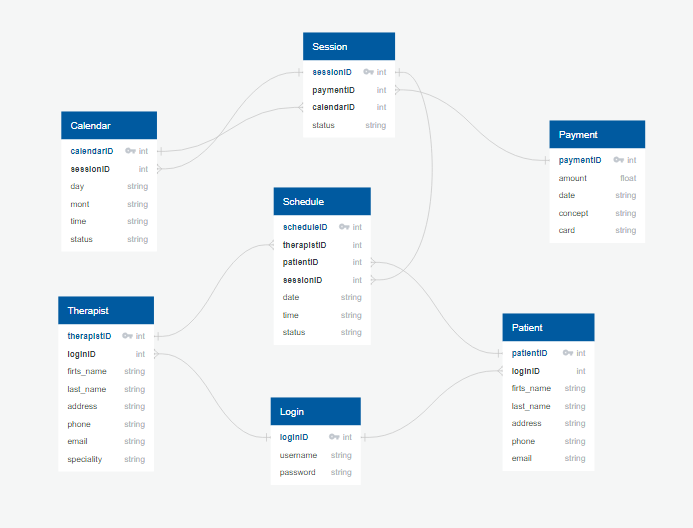 Session
sessionID int
paymentID int
calendarID int
status string
Calendar
calendarID int
sessionID int
day string
mont string
time string
status string
Payment
paymentID int
amount float
date string
concept string
card string
Schedule
scheduleID int
therapistID int
patientID int
sessionID int
date string
time string
status string
Therapist
therapistID int
loginID int
firts_name string
last_name string
address string
phone string
email string
speciality string
Patient
patientID int
loginID int
firts_name string
last_name string
address string
phone string
email string
Login
loginID int
username string
password string